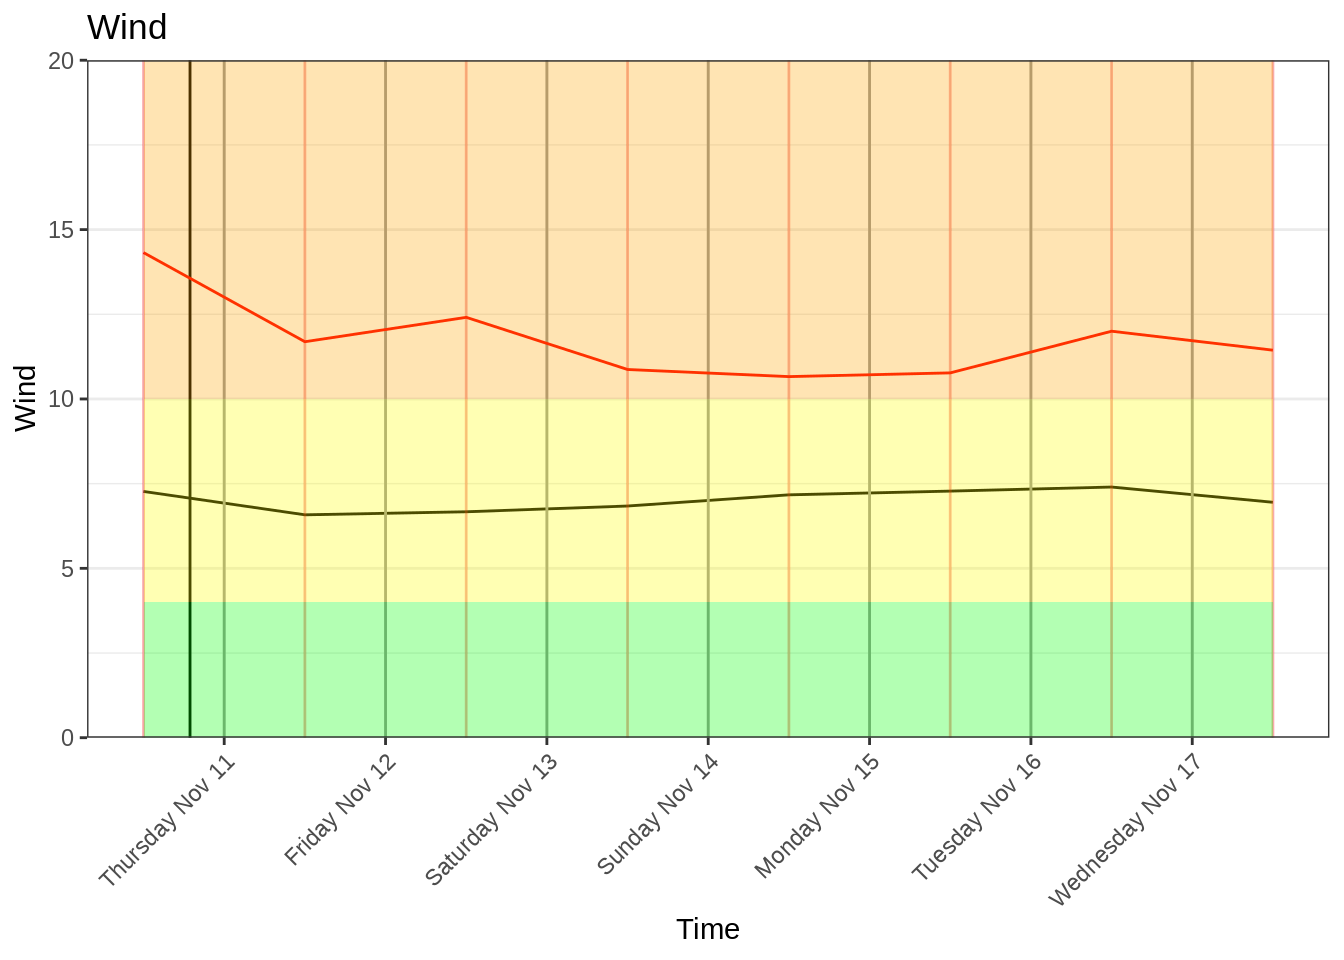 Wind
20
15
10
5
0
Wind
Thursday Nov 11
Friday Nov 12
Saturday Nov 13
Sunday Nov 14
Monday Nov 15
Tuesday Nov 16
Wednesday Nov 17
Time